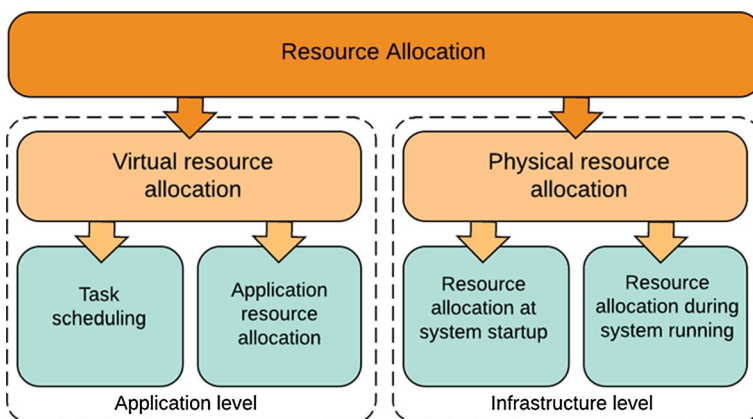 Resource Allocation
Virtual resource
allocation
Physical resource
allocation
Task
scheduling
Application
resource
allocation
Resource
allocation at
system startup
Resource
allocation during
system running
Application level
Infrastructure level